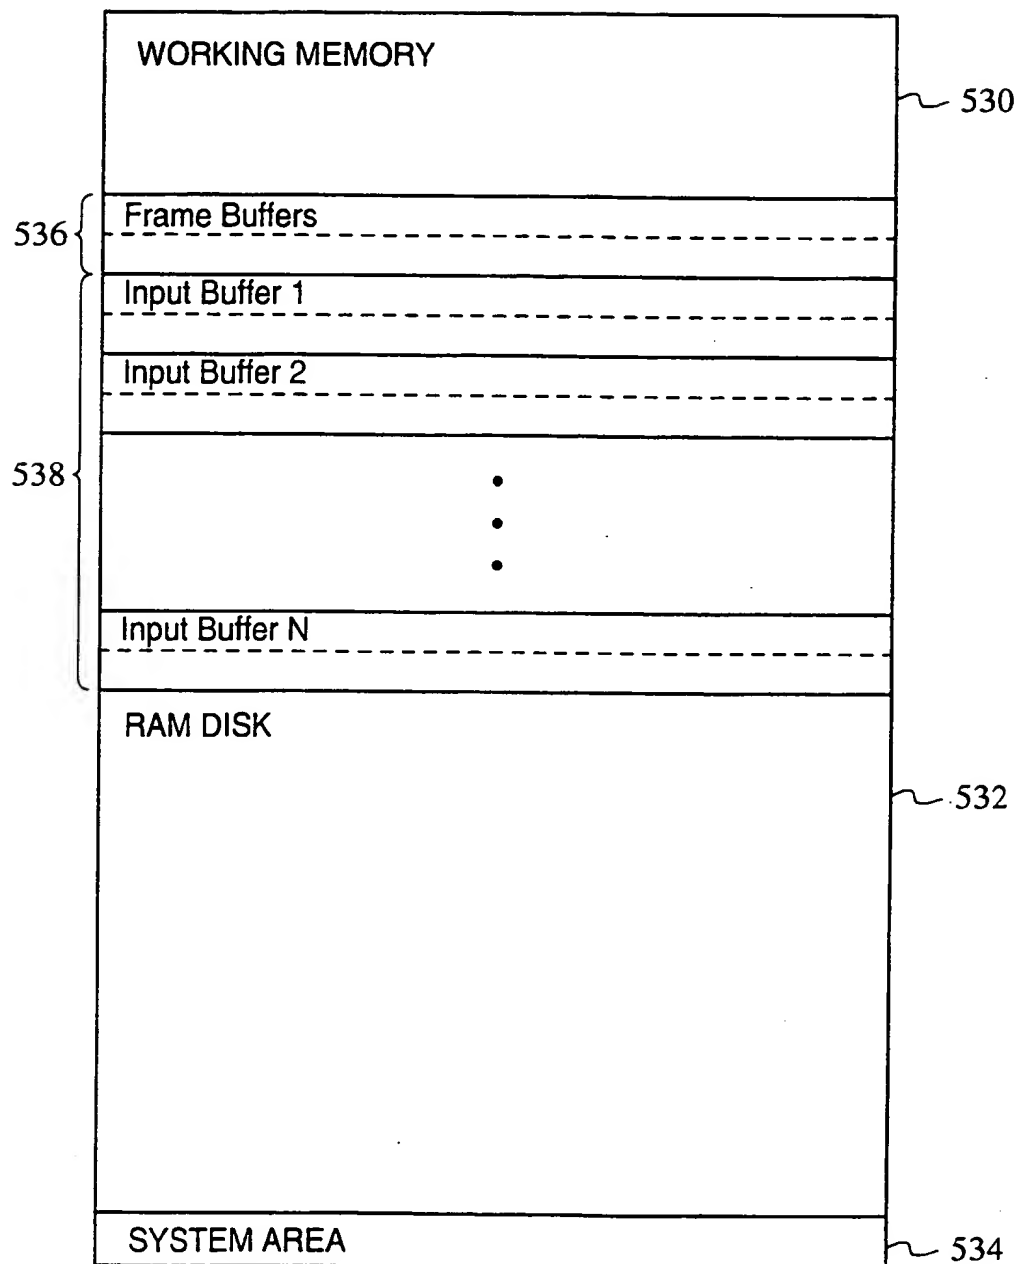 WORKING MEMORY
530
Frame Buffers
536
Input Buffer 1
Input Buffer 2
538
Input Buffer N
RAM DISK
532
SYSTEM AREA
534